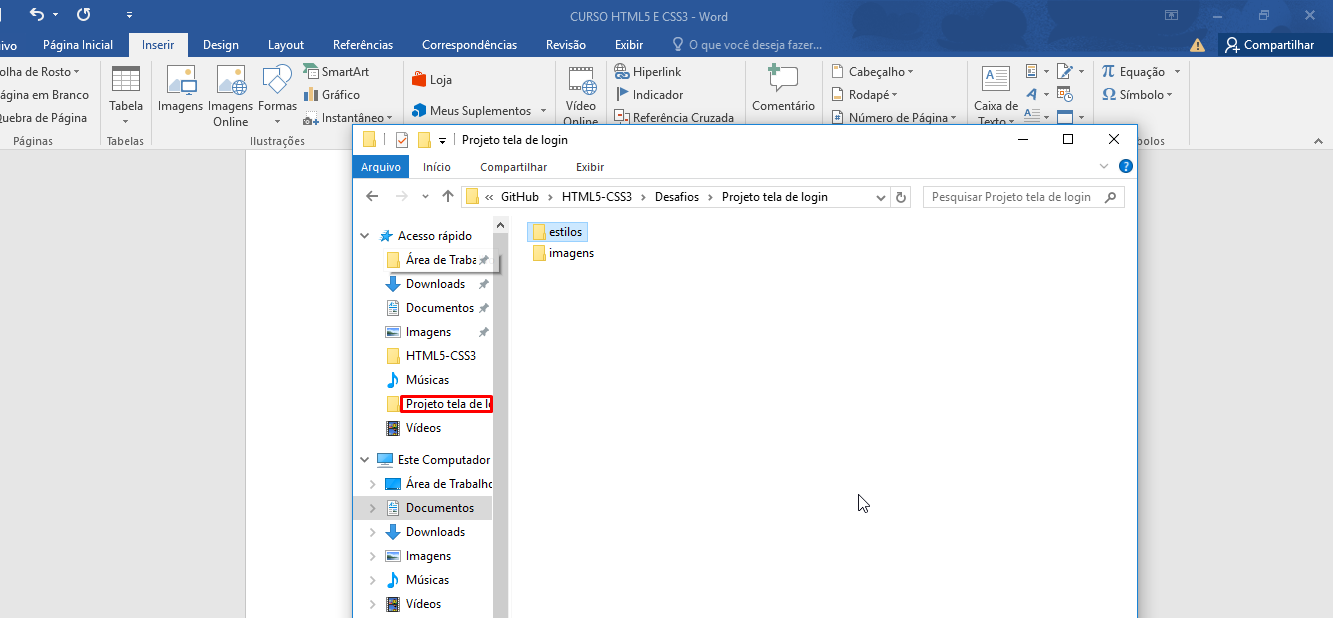 CURSO HTML5 E CSS3 - Word
ivo Página Inicial Inserir Design Layout Referências Correspondências Revisão Exibir O que você deseja fazer... Compartilhar
olha de Rosto
ágina em Branco
uebra de Página
Páginas
Tabela
Tabelas
Imagens Imagens Online Formas
SmartArt
Gráfico
Instantâneo
Ilustrações
Loja
Meus Suplementos
Vídeo
Online
Hiperlink
Indicador
Referência Cruzada
Comentário
Cabeçalho
Rodapé
Número de Página
Caixa de
Texto
Equação
Símbolo
bolos
Projeto tela de login
Arquivo Início Compartilhar Exibir
« GitHub > HTML5-CSS3 > Desafios > Projeto tela de login
Pesquisar Projeto tela de login
Acesso rápido
Área de Traba
Downloads
Documentos
Imagens
HTML5-CSS3
Músicas
Projeto tela de l
Vídeos
Este Computador
Área de Trabalho
Documentos
Downloads
Imagens
Músicas
Vídeos
estilos
imagens